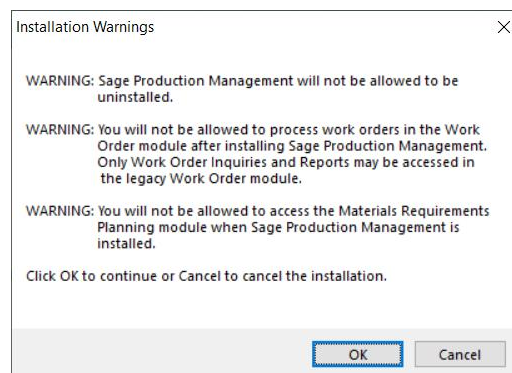 Installation Warnings
WARNING: Sage Production Management will not be allowed to be
uninstalled.
WARNING: You will not be allowed to process work orders in the Work
Order module after installing Sage Production Management.
Only Work Order Inquiries and Reports may be accessed in
the legacy Work Order module.
WARNING: You will not be allowed to access the Materials Requirements
Planning module when Sage Production Management is
installed.
Click OK to continue or Cancel to cancel the installation.
OK
Cancel